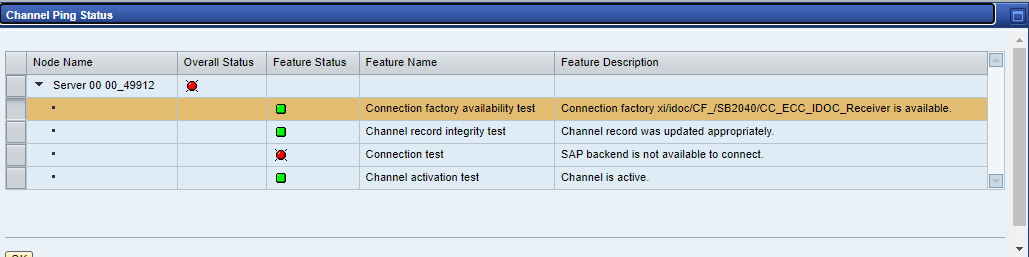 Channel Ping Status
Node Name Overall Status Feature Status Feature Name Feature Description
Server 00 00_49912
Connection factory availability test Connection factory xi/idoc/CF_/SB2040/CC_ECC_IDOC_Receiver is available.
Channel record integrity test Channel record was updated appropriately.
Connection test SAP backend is not available to connect.
Channel activation test Channel is active.